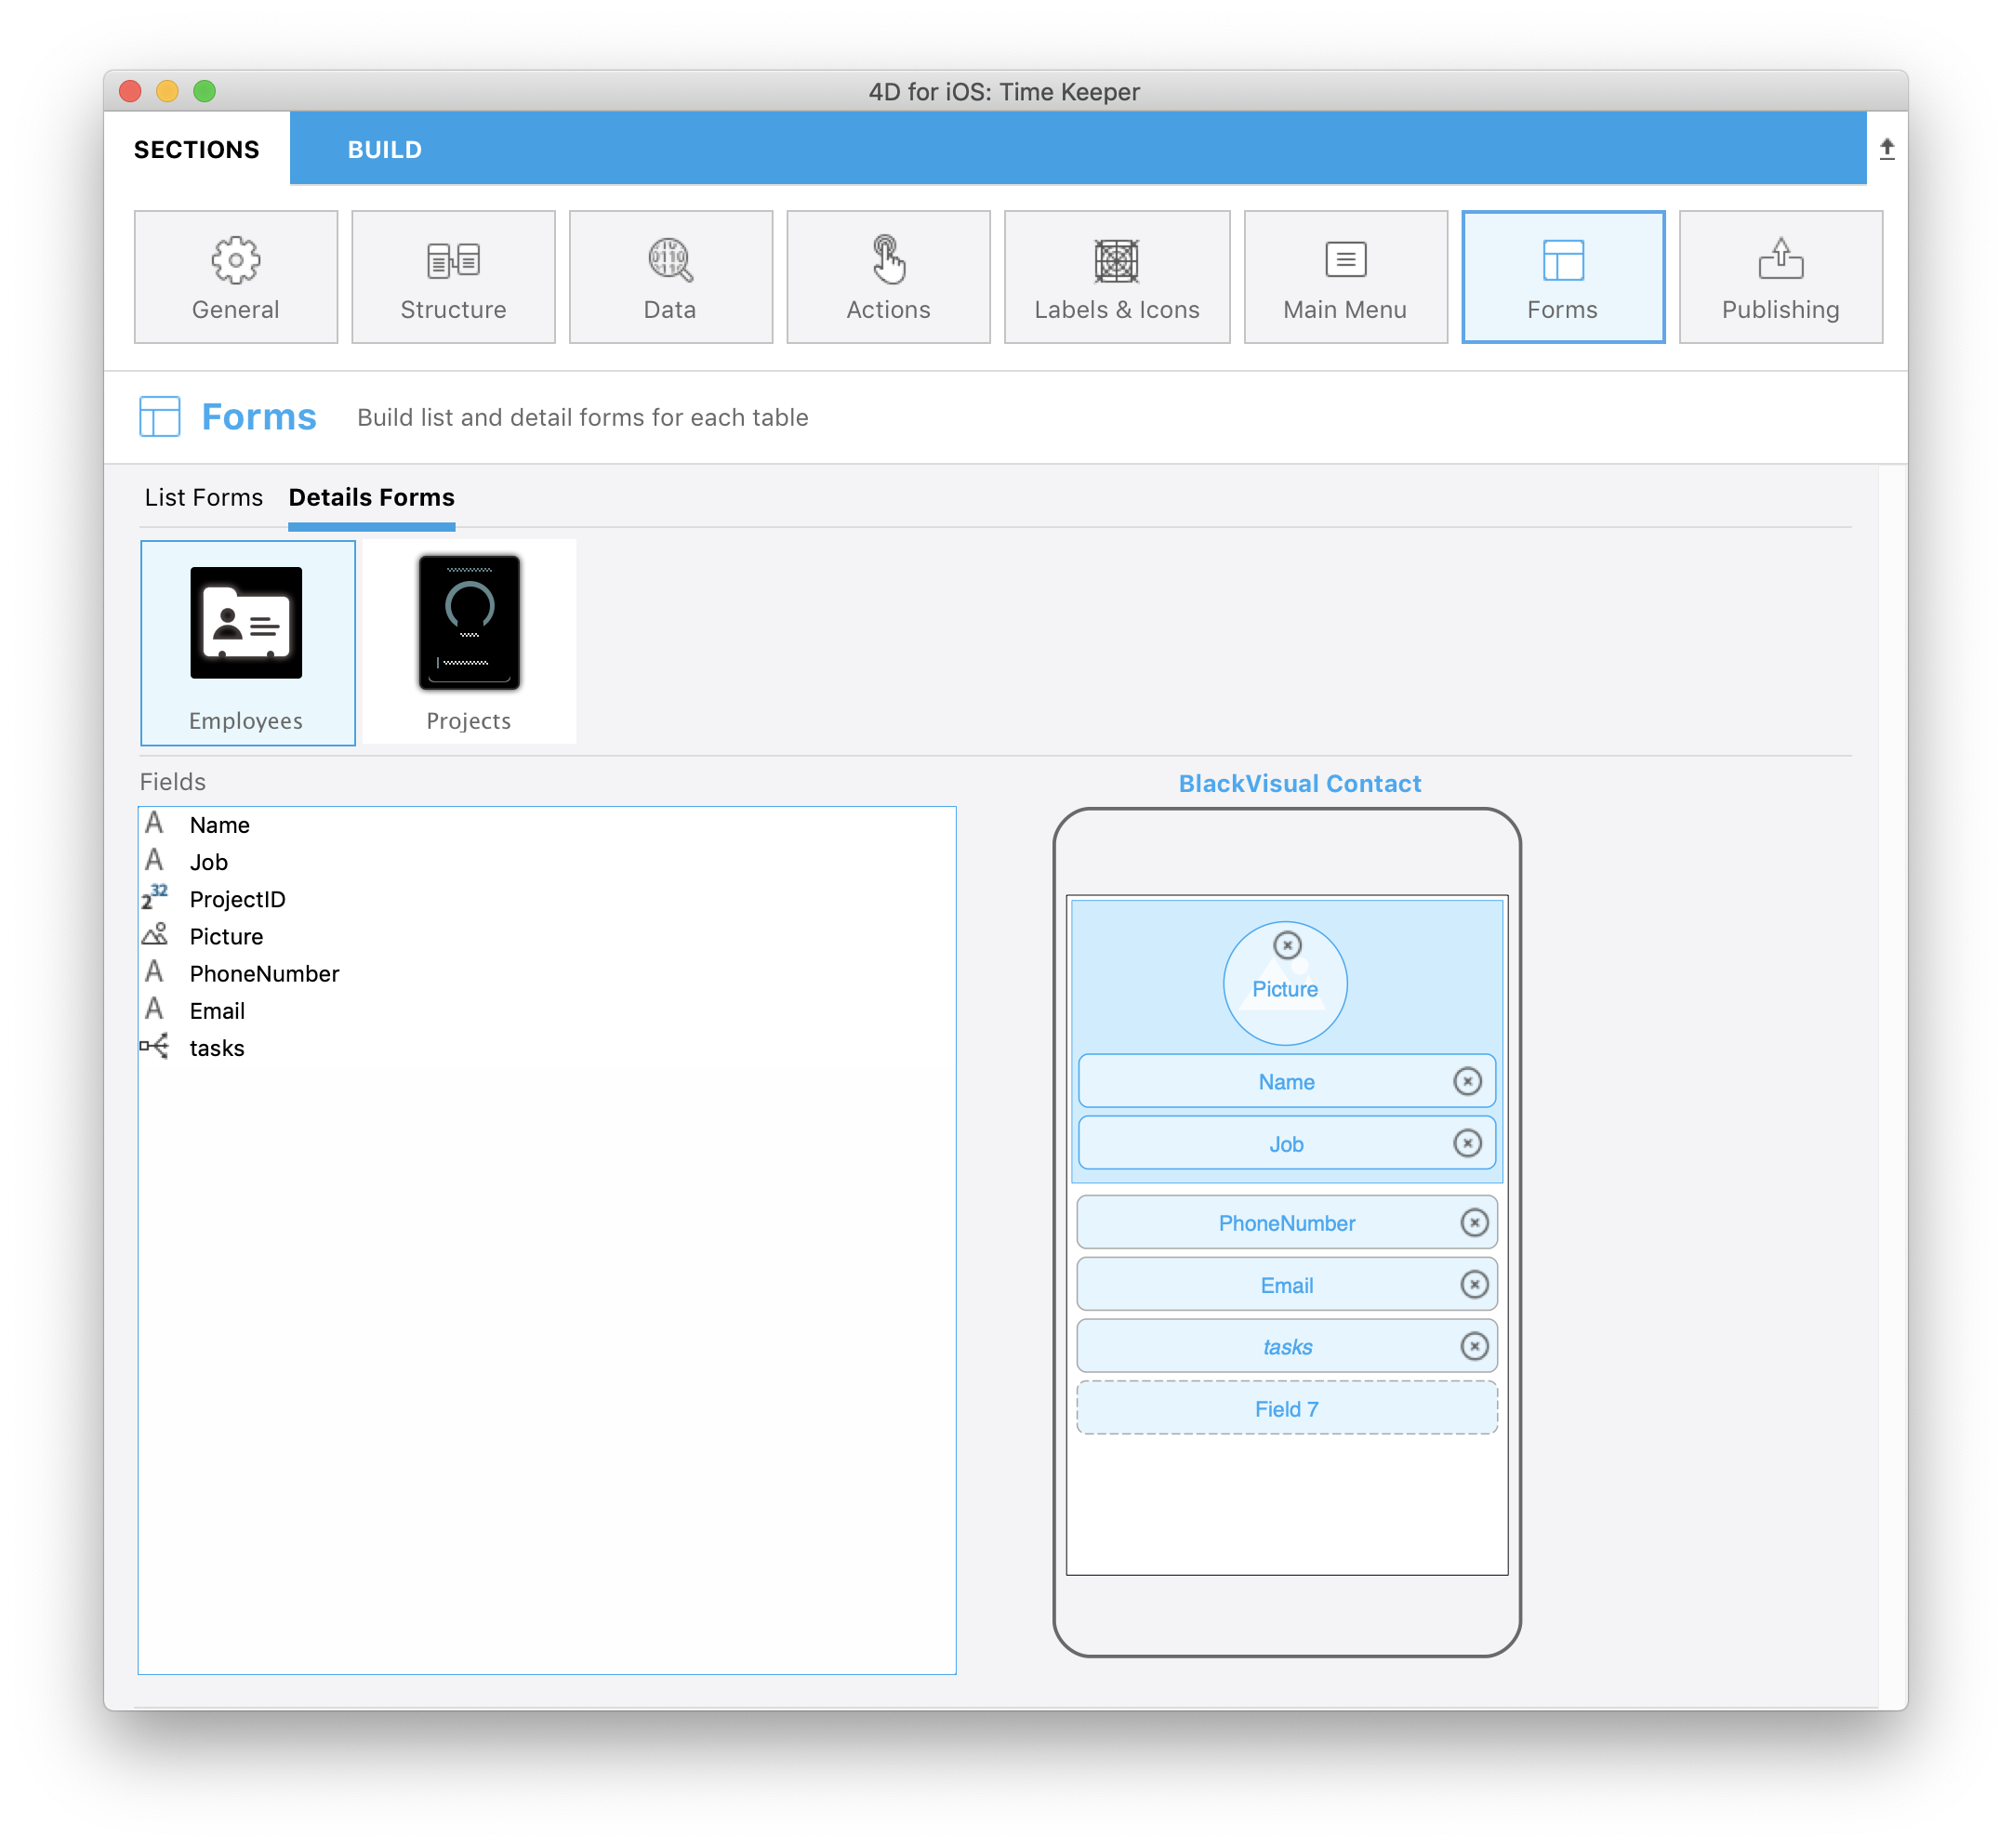 4D for iOS: Time Keeper
SECTIONS
BUILD
General
Structure
Data
Actions
Labels & Icons
Main Menu
Forms
Publishing
Forms
Build list and detail forms for each table
List Forms
Details Forms
Employees
Projects
Fields
BlackVisual Contact
Name
Job
2 32
ProjectID
Picture
PhoneNumber
Email
tasks
Picture
Name
Job
PhoneNumber
Email
tasks
Field 7